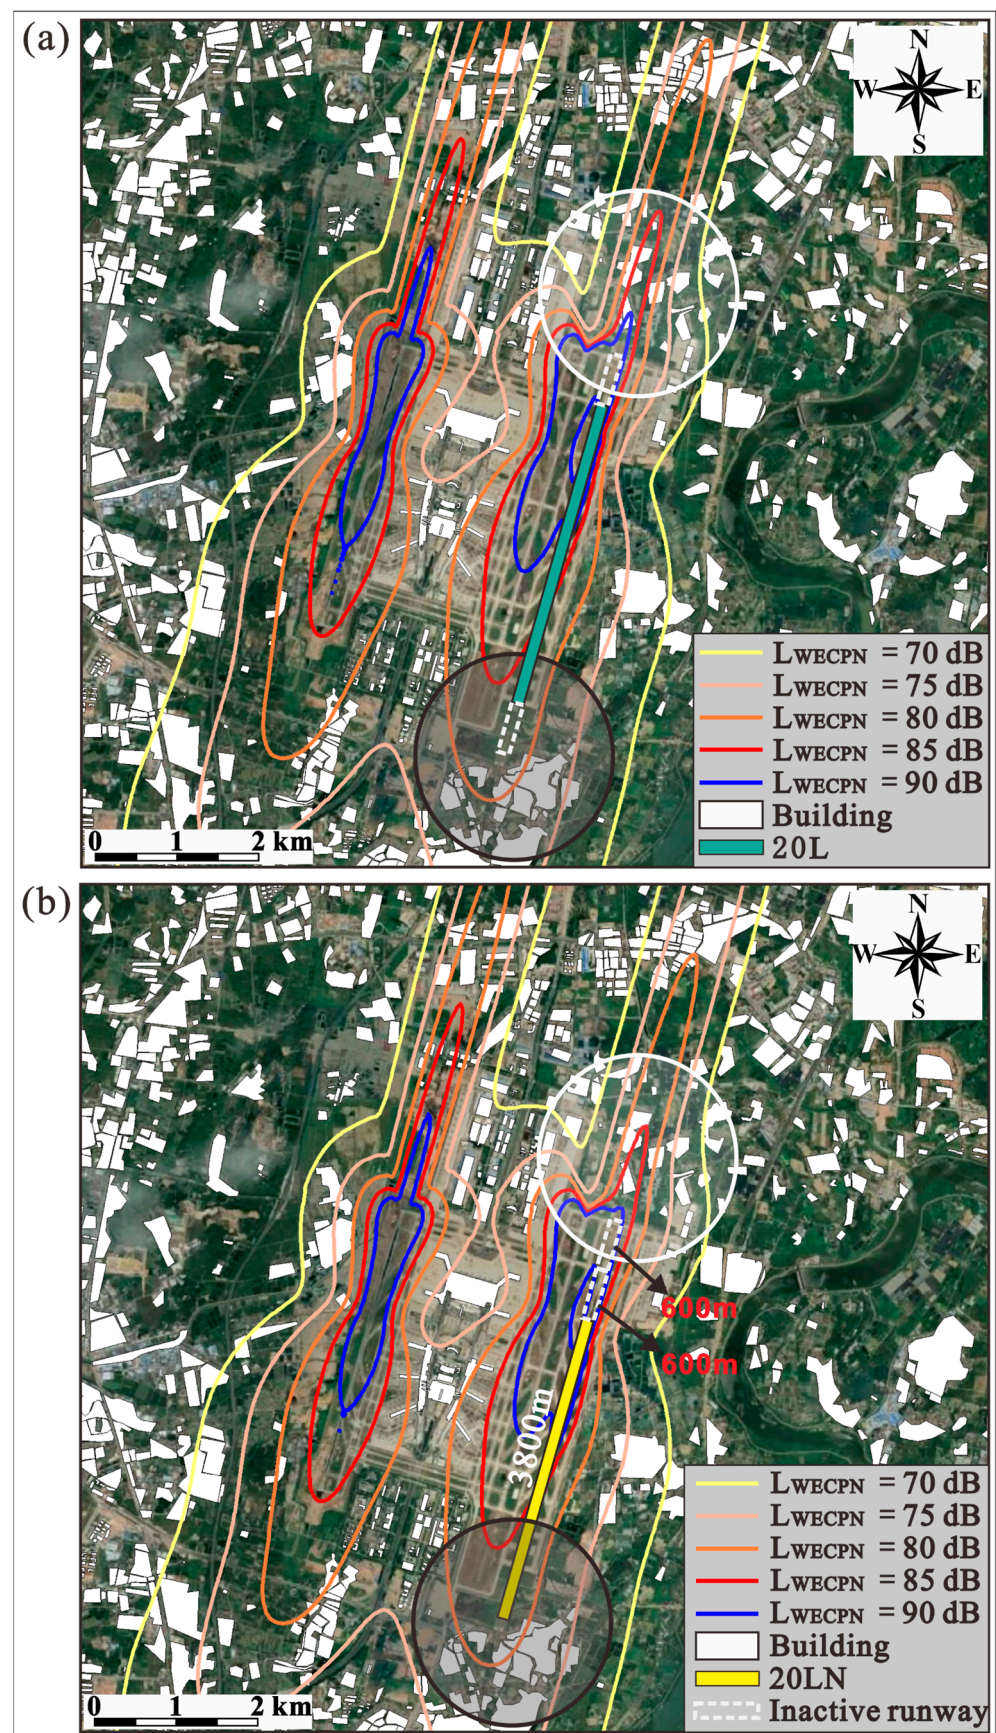 (a)
N
W E
S
LWECPN = 70 dB
LWECPN = 75 dB
LWECPN = 80 dB
LWECPN = 85 dB
LWECPN = 90 dB
Building
20L
0 1 2 km
(b)
N
W E
S
600m
600m
3800m
LWECPN = 70 dB
LWECPN = 75 dB
LWECPN = 80 dB
LWECPN = 85 dB
LWECPN = 90 dB
Building
20LN
Inactive runway
0 1 2 km